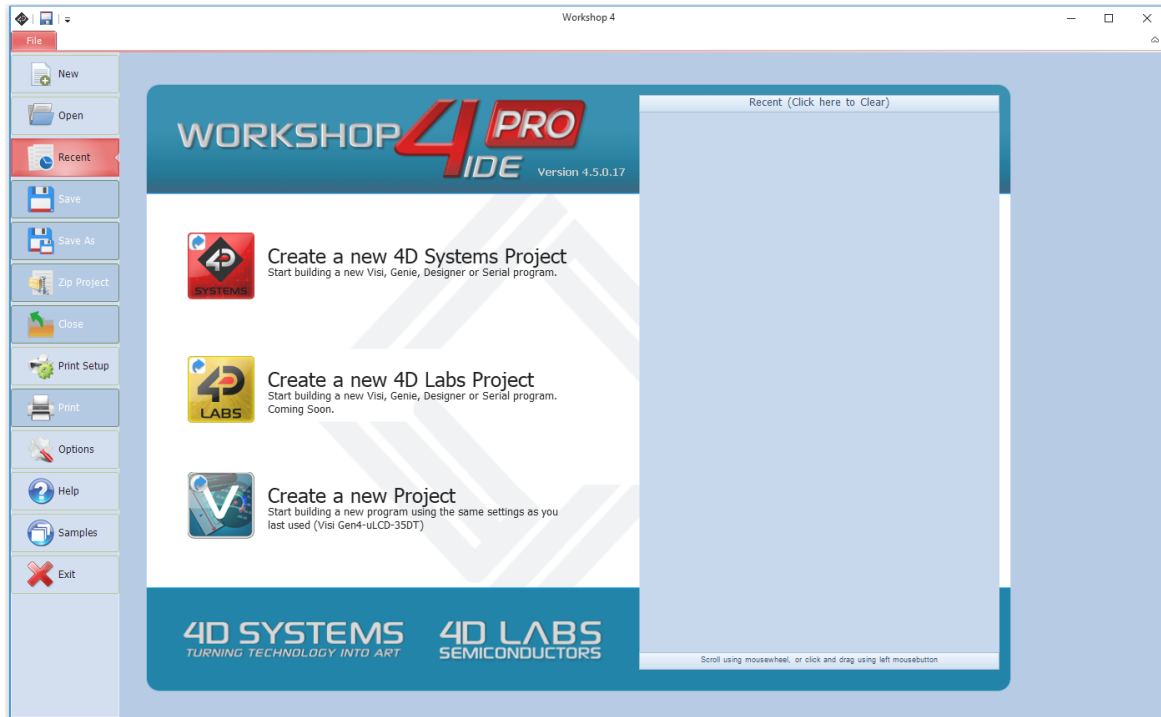 Workshop 4
File
New
Open
Recent
Save
Save As
Zip Project
Close
Print Setup
Print
Options
Help
Samples
Exit
WORKSHOP 4 PRO
IDE Version 4.5.0.17
Create a new 4D Systems Project
Start building a new Visi, Genie, Designer or Serial program.
4D
SYSTEMS
Create a new 4D Labs Project
Start building a new Visi, Genie, Designer or Serial program.
Coming Soon.
4D
LABS
Create a new Project
Start building a new program using the same settings as you
last used (Visi Gen4-uLCD-35DT)
V
4D SYSTEMS
TURNING TECHNOLOGY INTO ART
4D LABS
SEMICONDUCTORS
Recent (Click here to Clear)
Scroll using mousewheel, or click and drag using left mousebutton